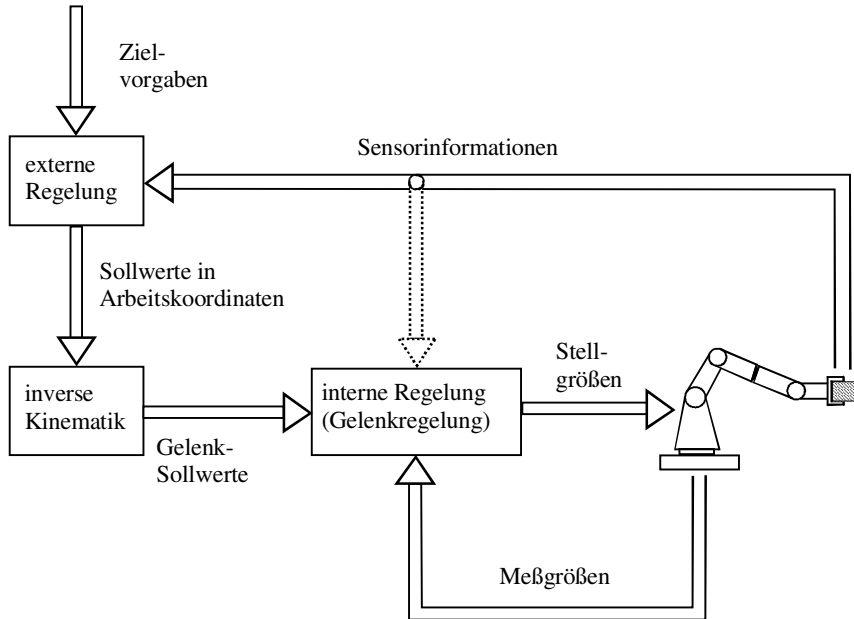 Ziel-
vorgaben
externe
Regelung
Sensorinformationen
Sollwerte in
Arbeitskoordinaten
inverse
Kinematik
Gelenk-
Sollwerte
interne Regelung
(Gelenkregelung)
Stell-
größen
Meßgrößen